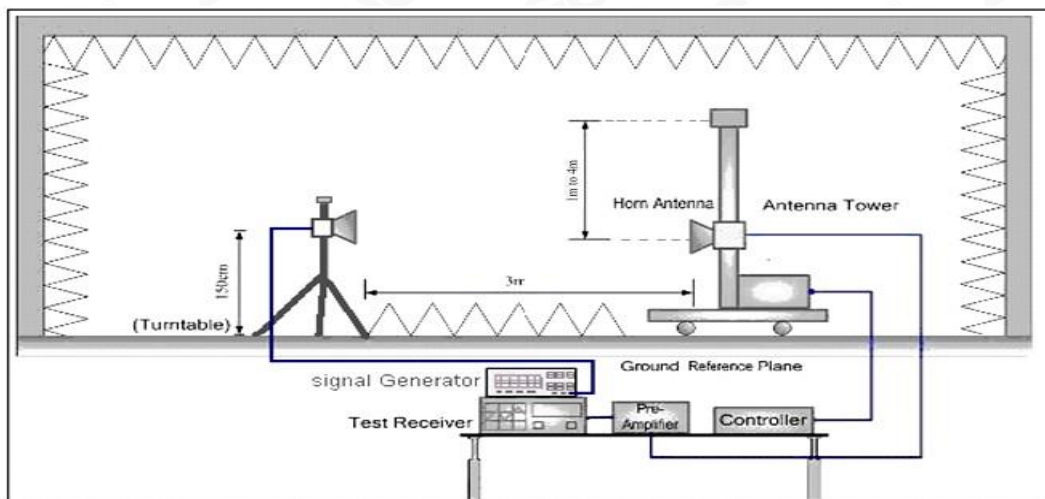 1m to 4m
Horn Antenna
Antenna Tower
150cm
3m
(Turntable)
Ground Reference Plane
signal Generator
Test Receiver
Pre-
Amplifier
Controller